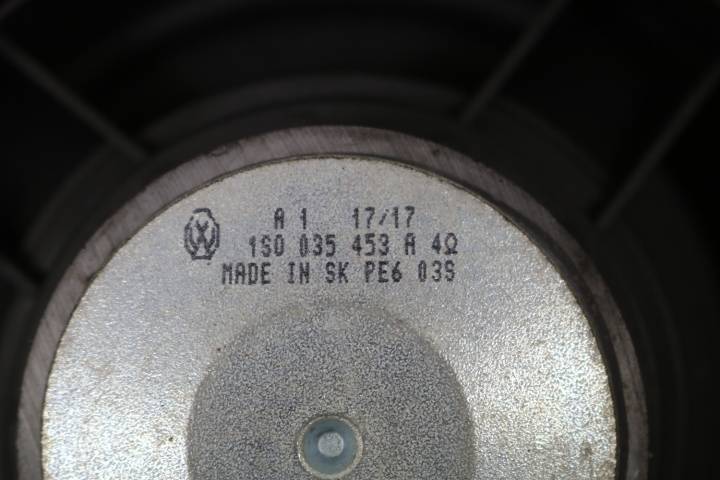 A 1 17/17
1S0 035 453 A 4Ω
MADE IN SK PE6 03S